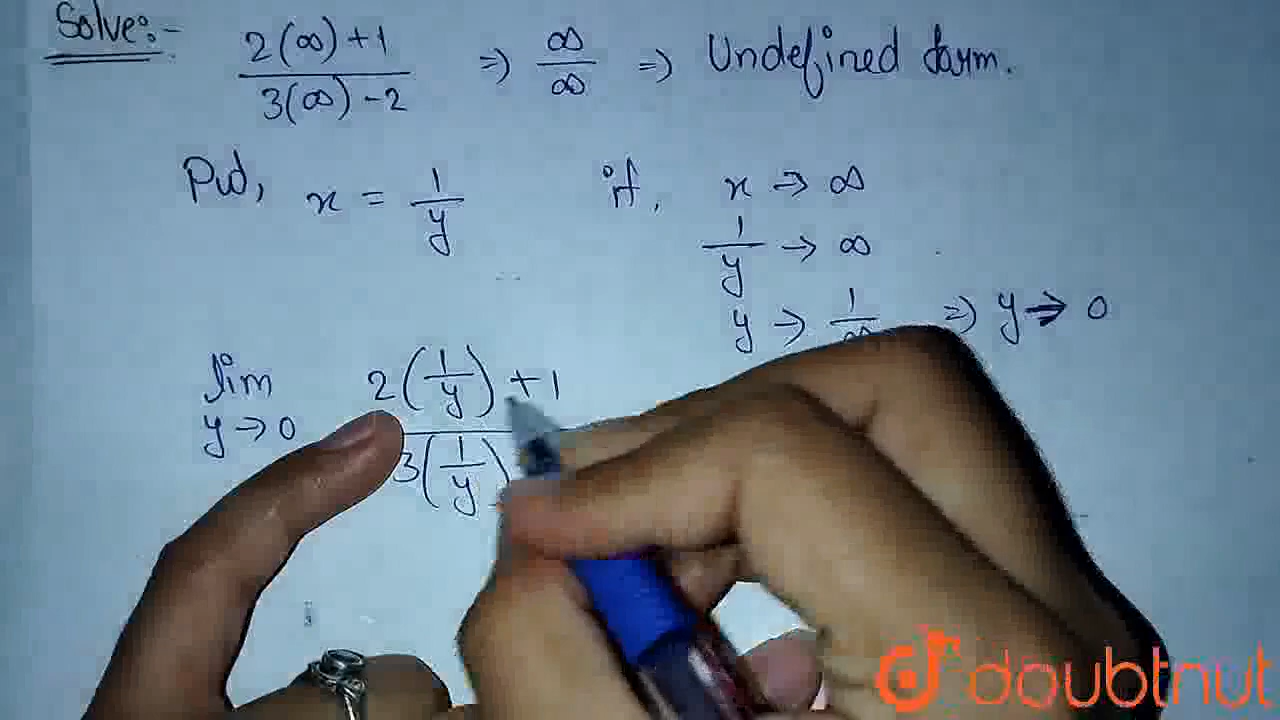 Solve:-
2(∞)+1 / 3(∞)-2 ⇒ ∞/∞ ⇒ Undefined form.
Put, x = 1/y if, x → ∞
1/y → ∞
y → 1/∞ ⇒ y → 0
lim y→0 2(1/y)+1 / 3(1/y)
doubtnut